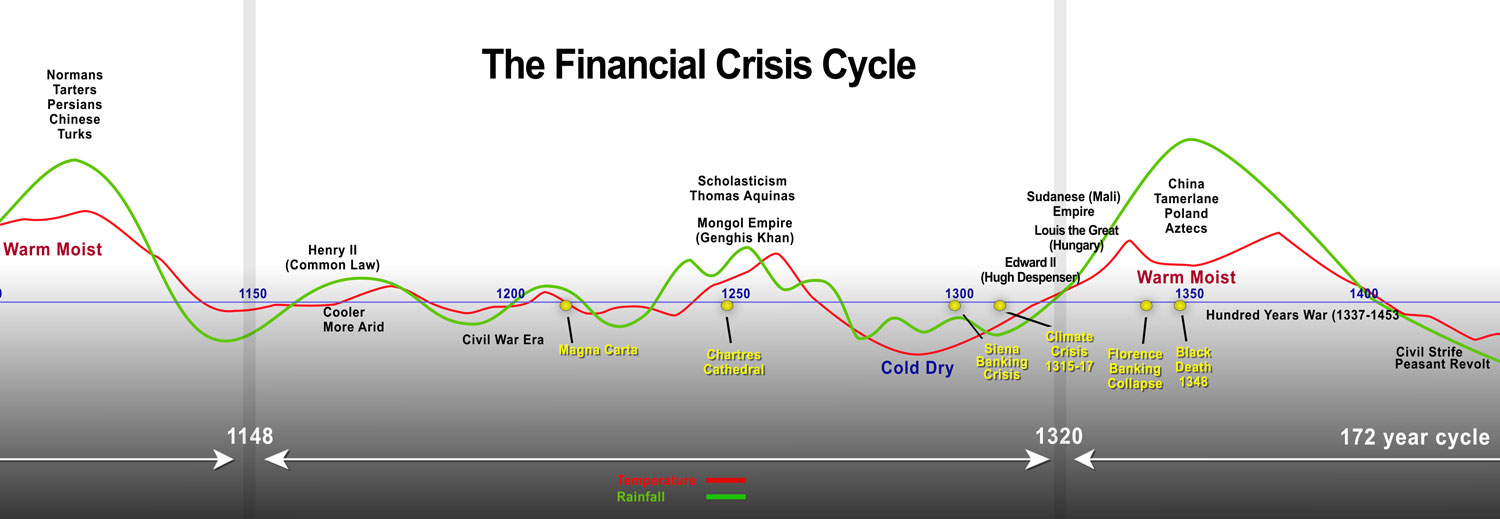 The Financial Crisis Cycle
Normans
Tarters
Persians
Chinese
Turks
Warm Moist
0
1150
Henry II
(Common Law)
Cooler
More Arid
1200
Civil War Era
Magna Carta
Scholasticism
Thomas Aquinas
Mongol Empire
(Genghis Khan)
1250
Chartres
Cathedral
Cold Dry
1300
Siena
Banking
Crisis
Sudanese (Mali)
Empire
Louis the Great
(Hungary)
Edward II
(Hugh Despenser)
Climate
Crisis
1315-17
China
Tamerlane
Poland
Aztecs
Warm Moist
1350
Florence
Banking
Collapse
Black
Death
1348
1400
Hundred Years War (1337-1453
Civil Strife
Peasant Revolt
1148
1320
172 year cycle
Temperature
Rainfall